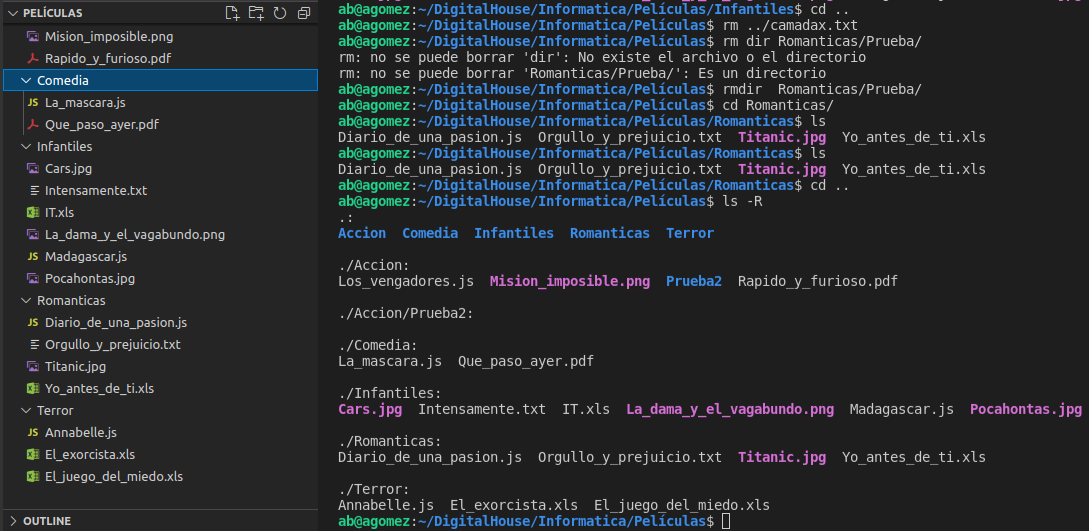 PELÍCULAS
Mision_imposible.png
Rapido_y_furioso.pdf
Comedia
JS La_mascara.js
Que_paso_ayer.pdf
Infantiles
Cars.jpg
Intensamente.txt
IT.xls
La_dama_y_el_vagabundo.png
JS Madagascar.js
Pocahontas.jpg
Romanticas
JS Diario_de_una_pasion.js
Orgullo_y_prejuicio.txt
Titanic.jpg
Yo_antes_de_ti.xls
Terror
JS Annabelle.js
El_exorcista.xls
El_juego_del_miedo.xls
OUTLINE
ab@agomez:~/DigitalHouse/Informatica/Películas/Infantiles$ cd ..
ab@agomez:~/DigitalHouse/Informatica/Películas$ rm ../camadax.txt
ab@agomez:~/DigitalHouse/Informatica/Películas$ rm dir Romanticas/Prueba/
rm: no se puede borrar 'dir': No existe el archivo o el directorio
rm: no se puede borrar 'Romanticas/Prueba/': Es un directorio
ab@agomez:~/DigitalHouse/Informatica/Películas$ rmdir  Romanticas/Prueba/
ab@agomez:~/DigitalHouse/Informatica/Películas$ cd Romanticas/
ab@agomez:~/DigitalHouse/Informatica/Películas/Romanticas$ ls
Diario_de_una_pasion.js  Orgullo_y_prejuicio.txt  Titanic.jpg  Yo_antes_de_ti.xls
ab@agomez:~/DigitalHouse/Informatica/Películas/Romanticas$ ls
Diario_de_una_pasion.js  Orgullo_y_prejuicio.txt  Titanic.jpg  Yo_antes_de_ti.xls
ab@agomez:~/DigitalHouse/Informatica/Películas/Romanticas$ cd ..
ab@agomez:~/DigitalHouse/Informatica/Películas$ ls -R
.:
Accion  Comedia  Infantiles  Romanticas  Terror
./Accion:
Los_vengadores.js  Mision_imposible.png  Prueba2  Rapido_y_furioso.pdf
./Accion/Prueba2:
./Comedia:
La_mascara.js  Que_paso_ayer.pdf
./Infantiles:
Cars.jpg  Intensamente.txt  IT.xls  La_dama_y_el_vagabundo.png  Madagascar.js  Pocahontas.jpg
./Romanticas:
Diario_de_una_pasion.js  Orgullo_y_prejuicio.txt  Titanic.jpg  Yo_antes_de_ti.xls
./Terror:
Annabelle.js  El_exorcista.xls  El_juego_del_miedo.xls
ab@agomez:~/DigitalHouse/Informatica/Películas$